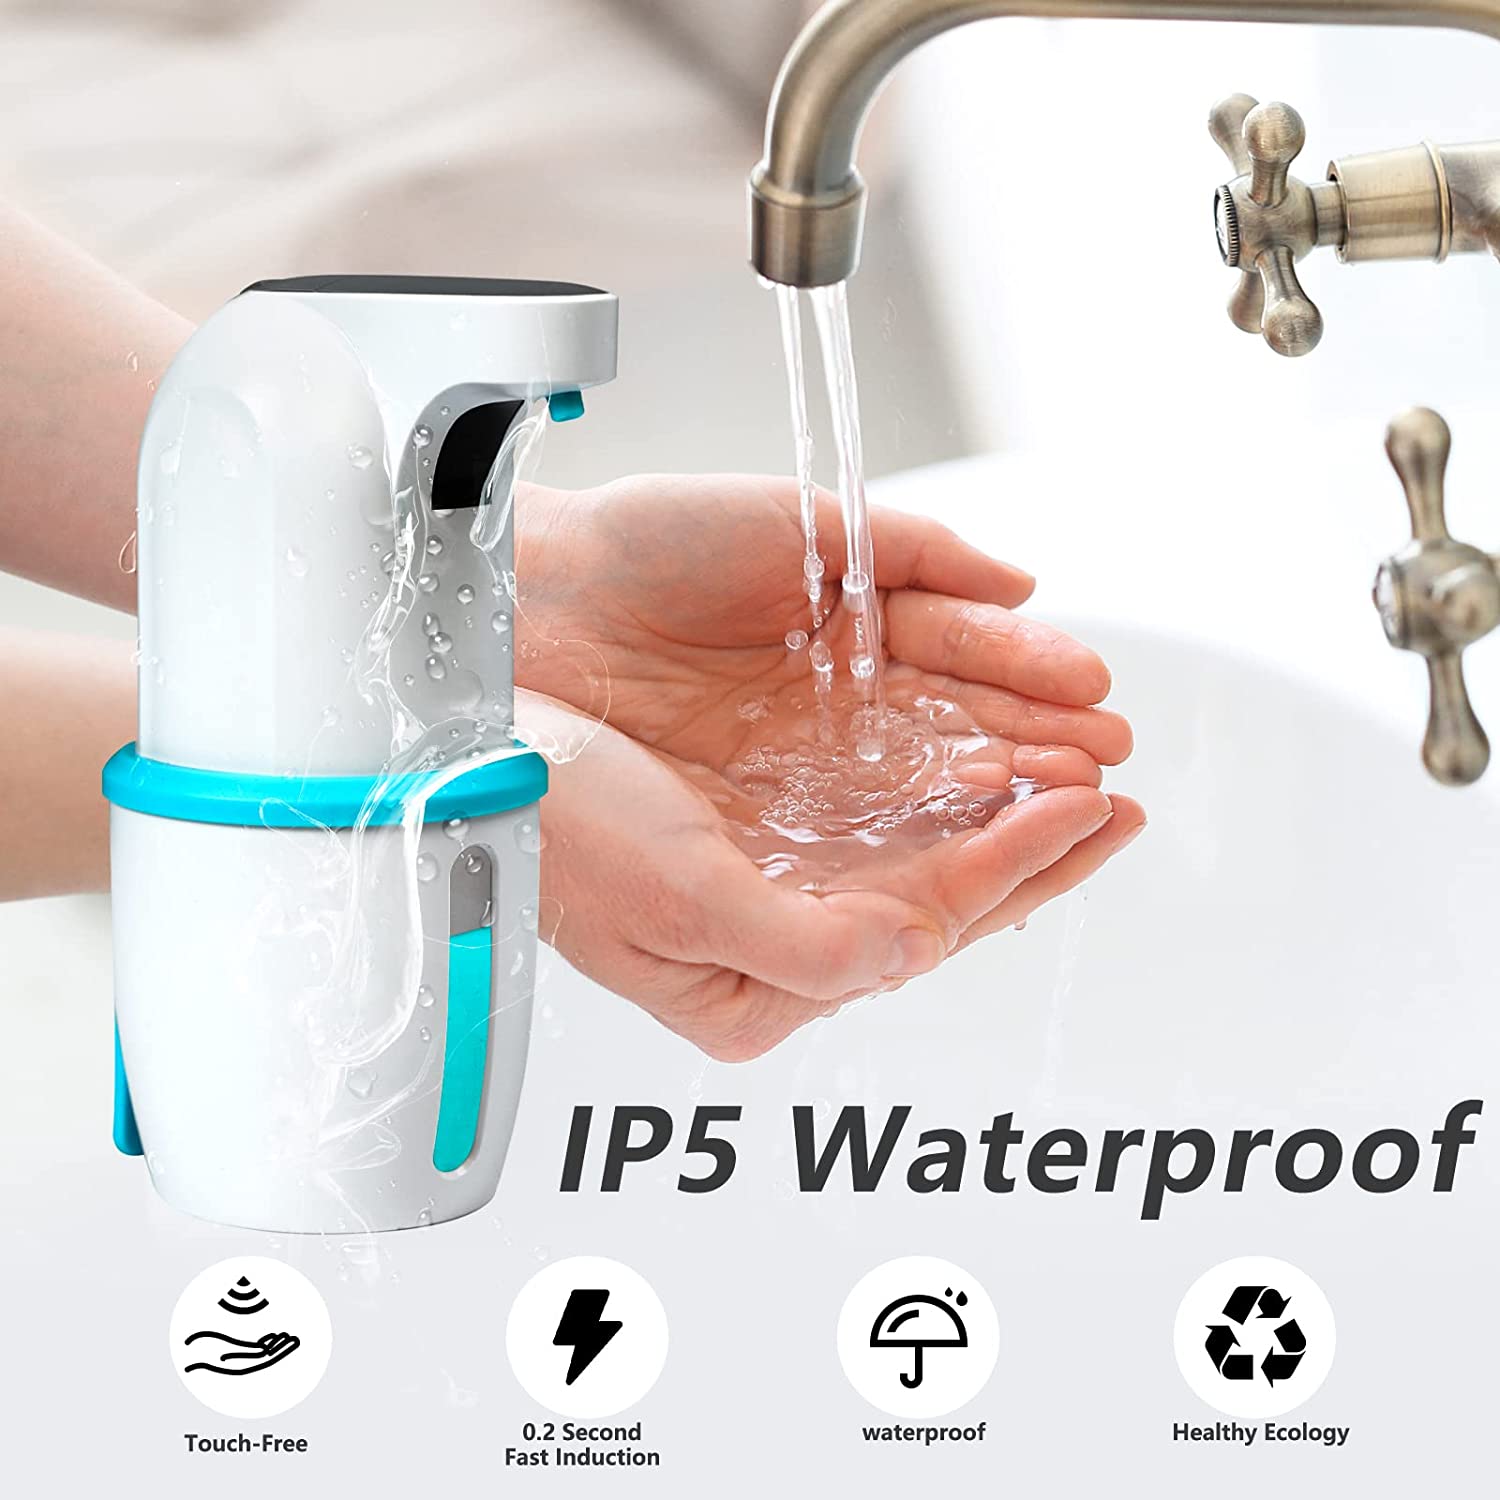 IP5 Waterproof
Touch-Free
0.2 Second
Fast Induction
waterproof
Healthy Ecology